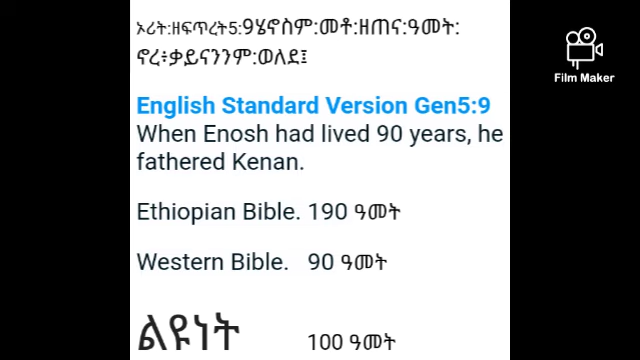 ኦሪት:ዘፍጥረት5:9ሄኖስም:መቶ:ዘጠና:ዓመት:
ኖረ፥ቃይናንንም:ወለደ፤
English Standard Version Gen5:9
When Enosh had lived 90 years, he
fathered Kenan.
Ethiopian Bible. 190 ዓመት
Western Bible. 90 ዓመት
ልዩነት 100 ዓመት
Film Maker